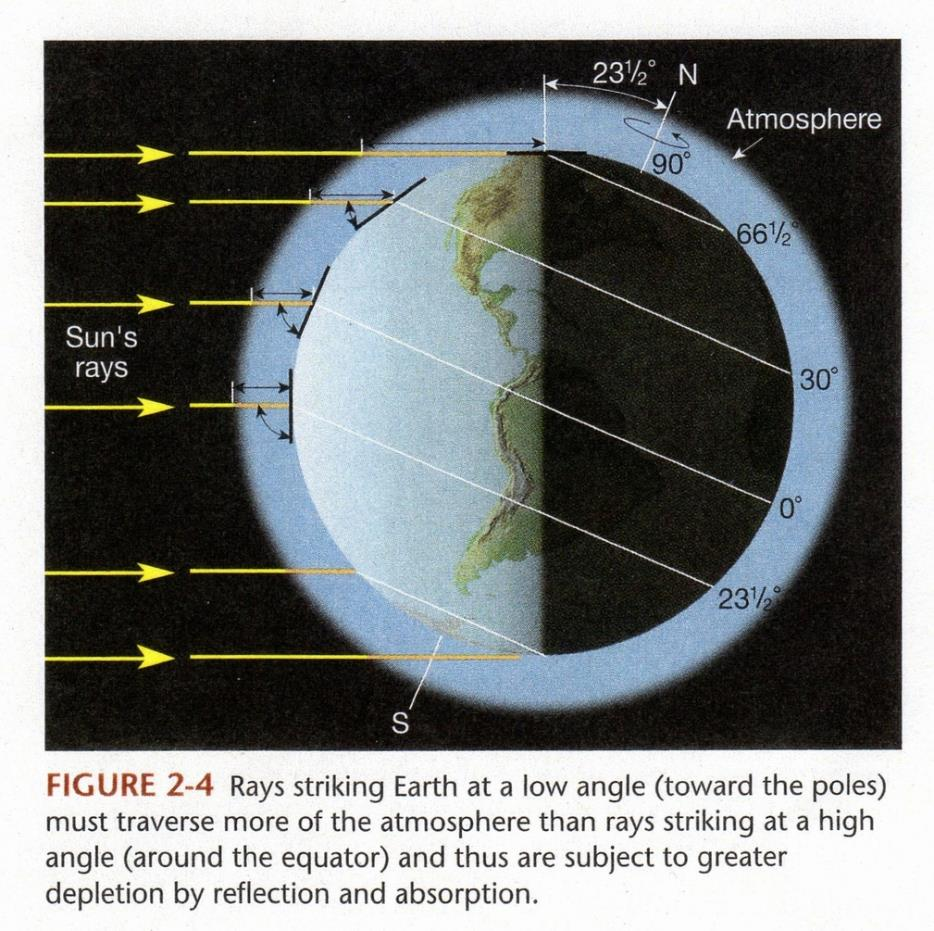 23½°
N
Atmosphere
90°
66½°
Sun's
rays
30°
0°
23½°
S
FIGURE 2-4 Rays striking Earth at a low angle (toward the poles)
must traverse more of the atmosphere than rays striking at a high
angle (around the equator) and thus are subject to greater
depletion by reflection and absorption.